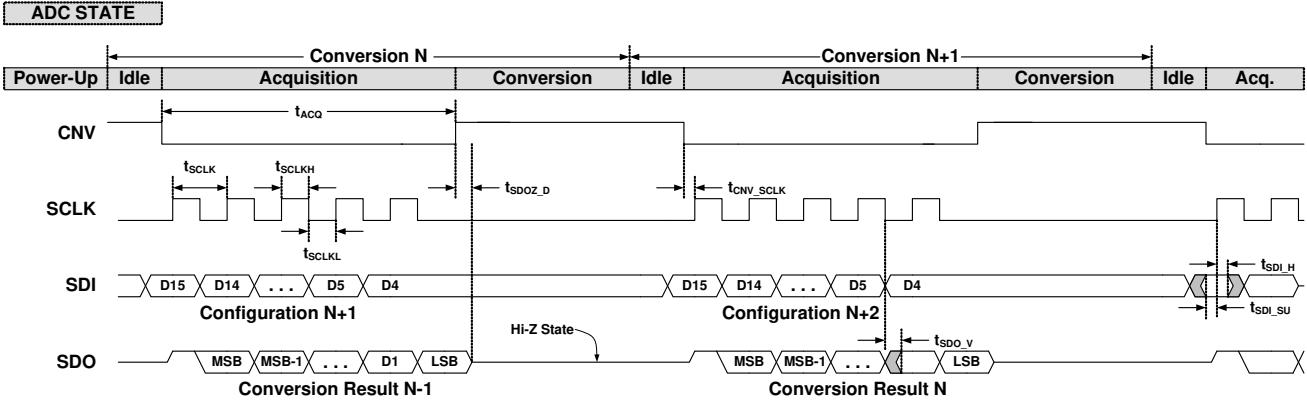 ADC STATE
Conversion N Conversion N+1
Power-Up Idle Acquisition Conversion Idle Acquisition Conversion Idle Acq.
tACQ
CNV
tSCLK tSCLKH tSDOZ_D tCNV_SCLK
SCLK
tSCLKL
tSDI_H
SDI D15 D14 . . . D5 D4 D15 D14 . . . D5 D4
tSDI_SU
Configuration N+1 Configuration N+2
Hi-Z State
tSDO_V
SDO MSB MSB-1 . . . D1 LSB MSB MSB-1 . . . LSB
Conversion Result N-1 Conversion Result N